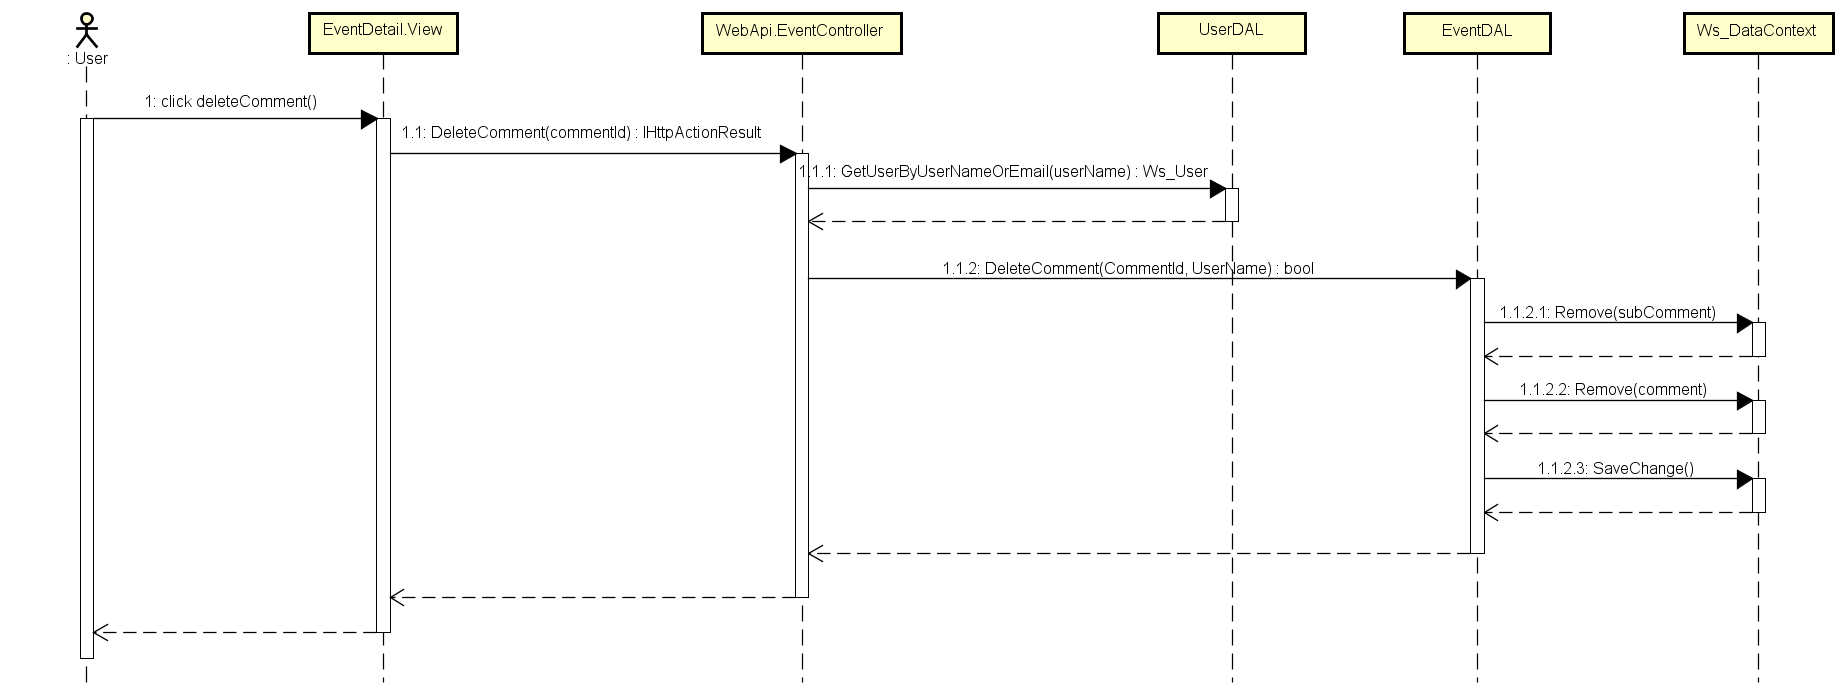 : User
EventDetail.View
WebApi.EventController
UserDAL
EventDAL
Ws_DataContext
1: click deleteComment()
1.1: DeleteComment(commentId) : IHttpActionResult
1.1.1: GetUserByUserNameOrEmail(userName) : Ws_User
1.1.2: DeleteComment(CommentId, UserName) : bool
1.1.2.1: Remove(subComment)
1.1.2.2: Remove(comment)
1.1.2.3: SaveChange()